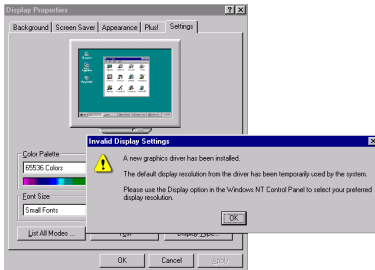 Display Properties
Background Screen Saver Appearance Plus! Settings
Invalid Display Settings
A new graphics driver has been installed.
The default display resolution from the driver has been temporarily used by the system.
Please use the Display option in the Windows NT Control Panel to select your preferred
display resolution.
OK
Color Palette
65536 Colors
Font Size
Small Fonts
List All Modes ...
OK Cancel Apply